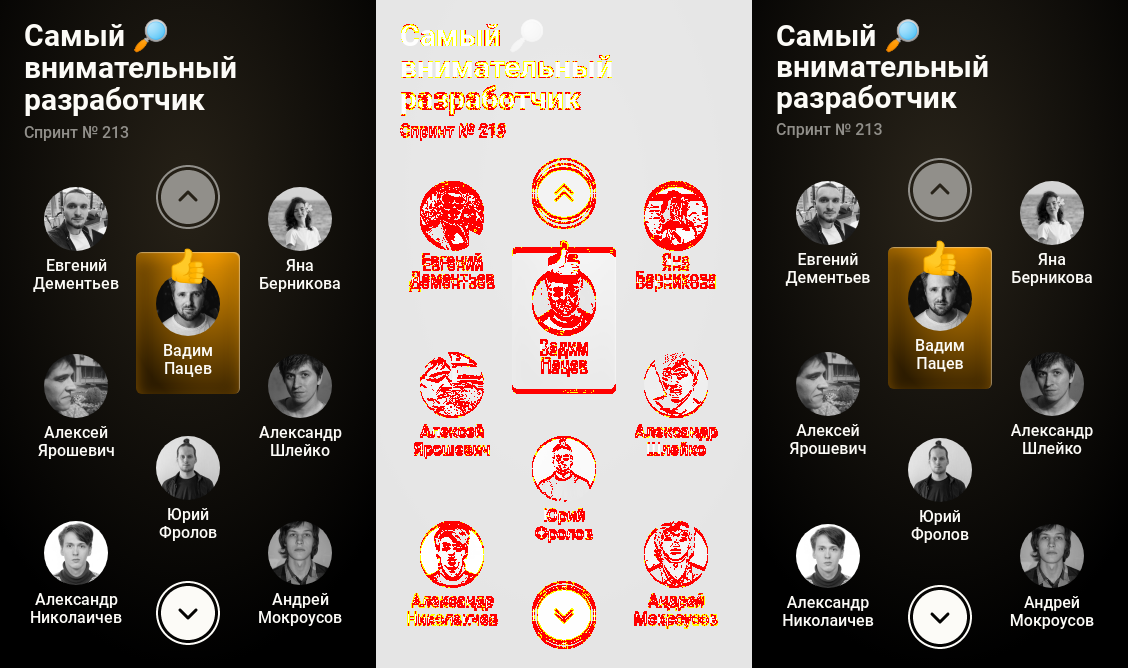 Самый 🔎
внимательный
разработчик
Спринт № 213
Евгений
Дементьев
Яна
Берникова
Вадим
Пацев
Алексей
Ярошевич
Александр
Шлейко
Юрий
Фролов
Александр
Николаичев
Андрей
Мокроусов
Самый
внимательный
разработчик
Спринт № 213
Евгений
Дементьев
Яна
Берникова
Вадим
Пацев
Алексей
Ярошевич
Александр
Шлейко
Юрий
Фролов
Александр
Николаичев
Андрей
Мокроусов
Самый 🔎
внимательный
разработчик
Спринт № 213
Евгений
Дементьев
Яна
Берникова
Вадим
Пацев
Алексей
Ярошевич
Александр
Шлейко
Юрий
Фролов
Александр
Николаичев
Андрей
Мокроусов